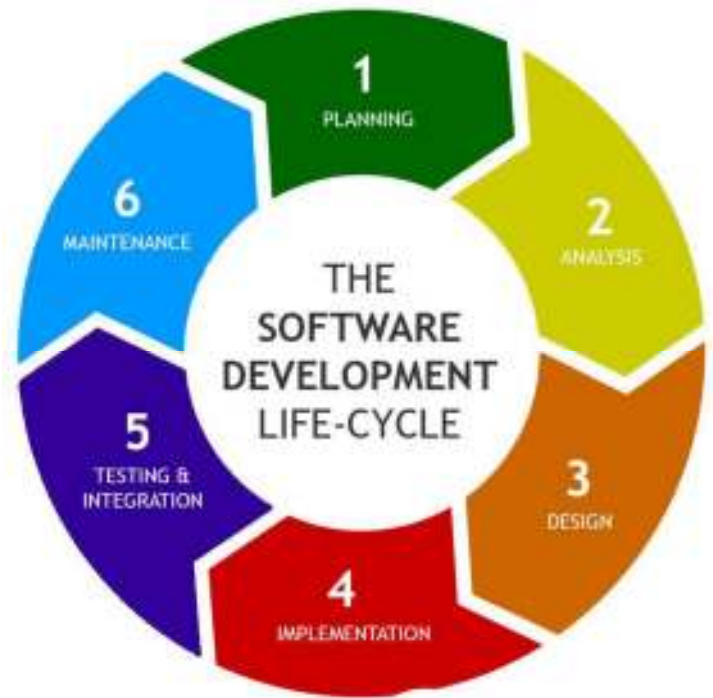 1
PLANNING
2
ANALYSIS
3
DESIGN
4
IMPLEMENTATION
5
TESTING &
INTEGRATION
6
MAINTENANCE
THE
SOFTWARE
DEVELOPMENT
LIFE-CYCLE